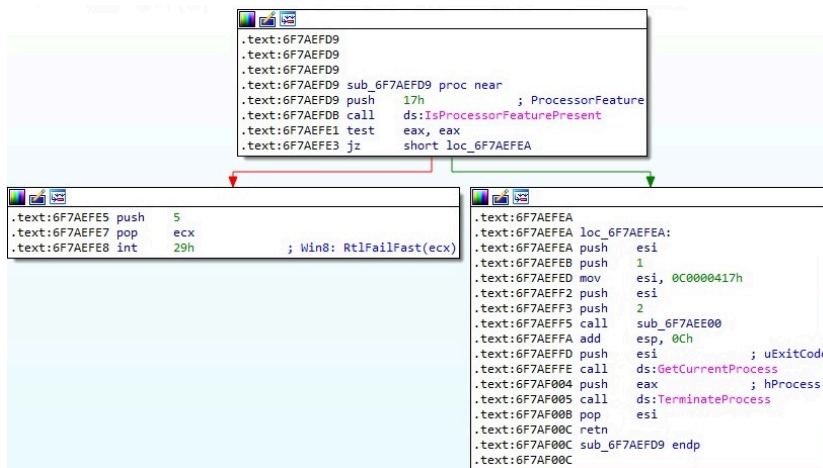 .text:6F7AEFD9
.text:6F7AEFD9
.text:6F7AEFD9
.text:6F7AEFD9 sub_6F7AEFD9 proc near
.text:6F7AEFD9 push 17h ; ProcessorFeature
.text:6F7AEFDB call ds:IsProcessorFeaturePresent
.text:6F7AEFE1 test eax, eax
.text:6F7AEFE3 jz short loc_6F7AEFEA
.text:6F7AEFE5 push 5
.text:6F7AEFE7 pop ecx
.text:6F7AEFE8 int 29h ; Win8: RtlFailFast(ecx)
.text:6F7AEFEA
.text:6F7AEFEA loc_6F7AEFEA:
.text:6F7AEFEA push esi
.text:6F7AEFEB push 1
.text:6F7AEFED mov esi, 0C0000417h
.text:6F7AEFF2 push esi
.text:6F7AEFF3 push 2
.text:6F7AEFF5 call sub_6F7AEE00
.text:6F7AEFFA add esp, 0Ch
.text:6F7AEFFD push esi ; uExitCode
.text:6F7AEFFE call ds:GetCurrentProcess
.text:6F7AF004 push eax ; hProcess
.text:6F7AF005 call ds:TerminateProcess
.text:6F7AF00B pop esi
.text:6F7AF00C retn
.text:6F7AF00C sub_6F7AEFD9 endp
.text:6F7AF00C